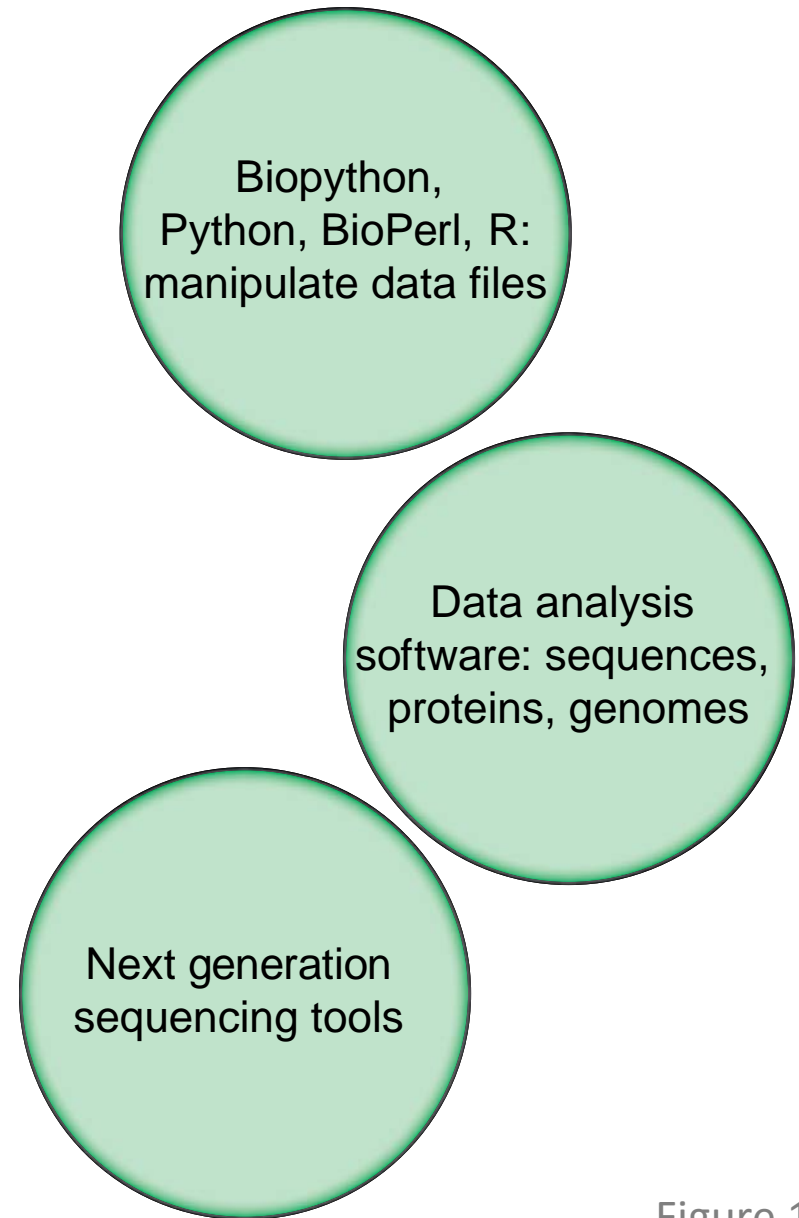 Biopython,
Python, BioPerl, R:
manipulate data files
Data analysis
software: sequences,
proteins, genomes
Next generation
sequencing tools
Figure 1